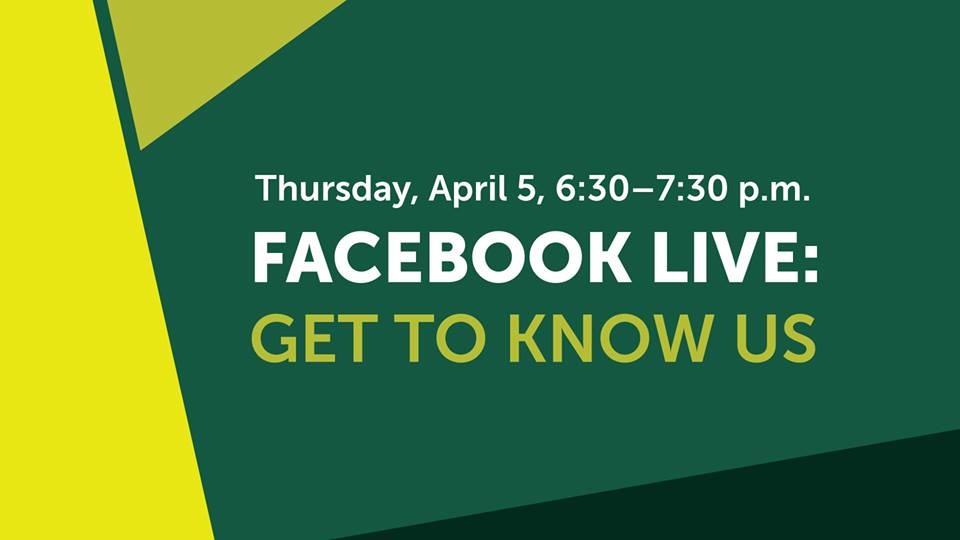 Thursday, April 5, 6:30–7:30 p.m.
FACEBOOK LIVE:
GET TO KNOW US